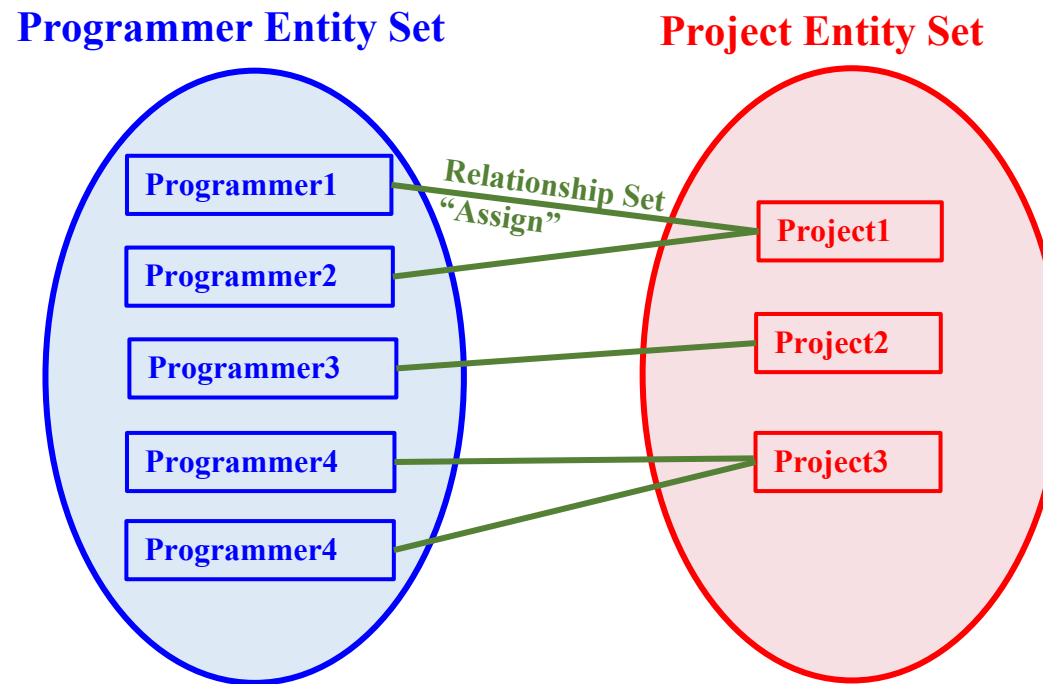 Programmer Entity Set
Project Entity Set
Programmer1
Relationship Set
“Assign”
Project1
Programmer2
Project2
Programmer3
Programmer4
Project3
Programmer4